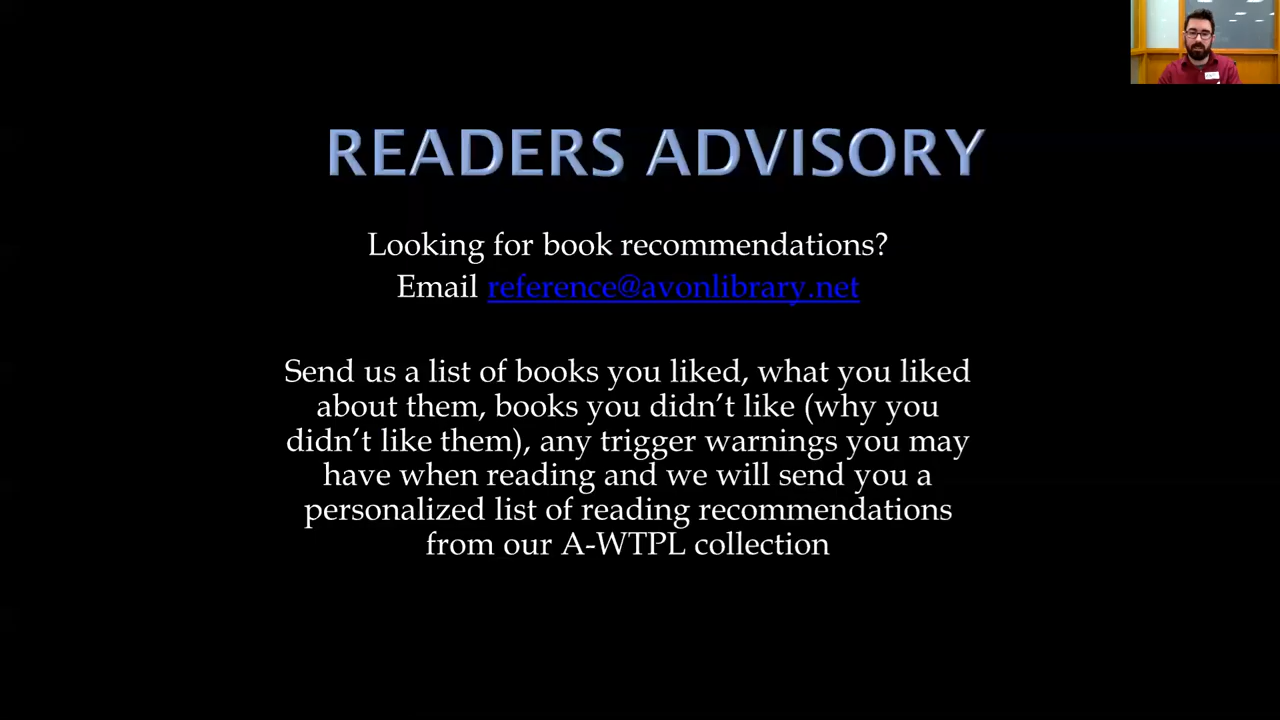 READERS ADVISORY
Looking for book recommendations?
Email reference@avonlibrary.net
Send us a list of books you liked, what you liked
about them, books you didn’t like (why you
didn’t like them), any trigger warnings you may
have when reading and we will send you a
personalized list of reading recommendations
from our A-WTPL collection